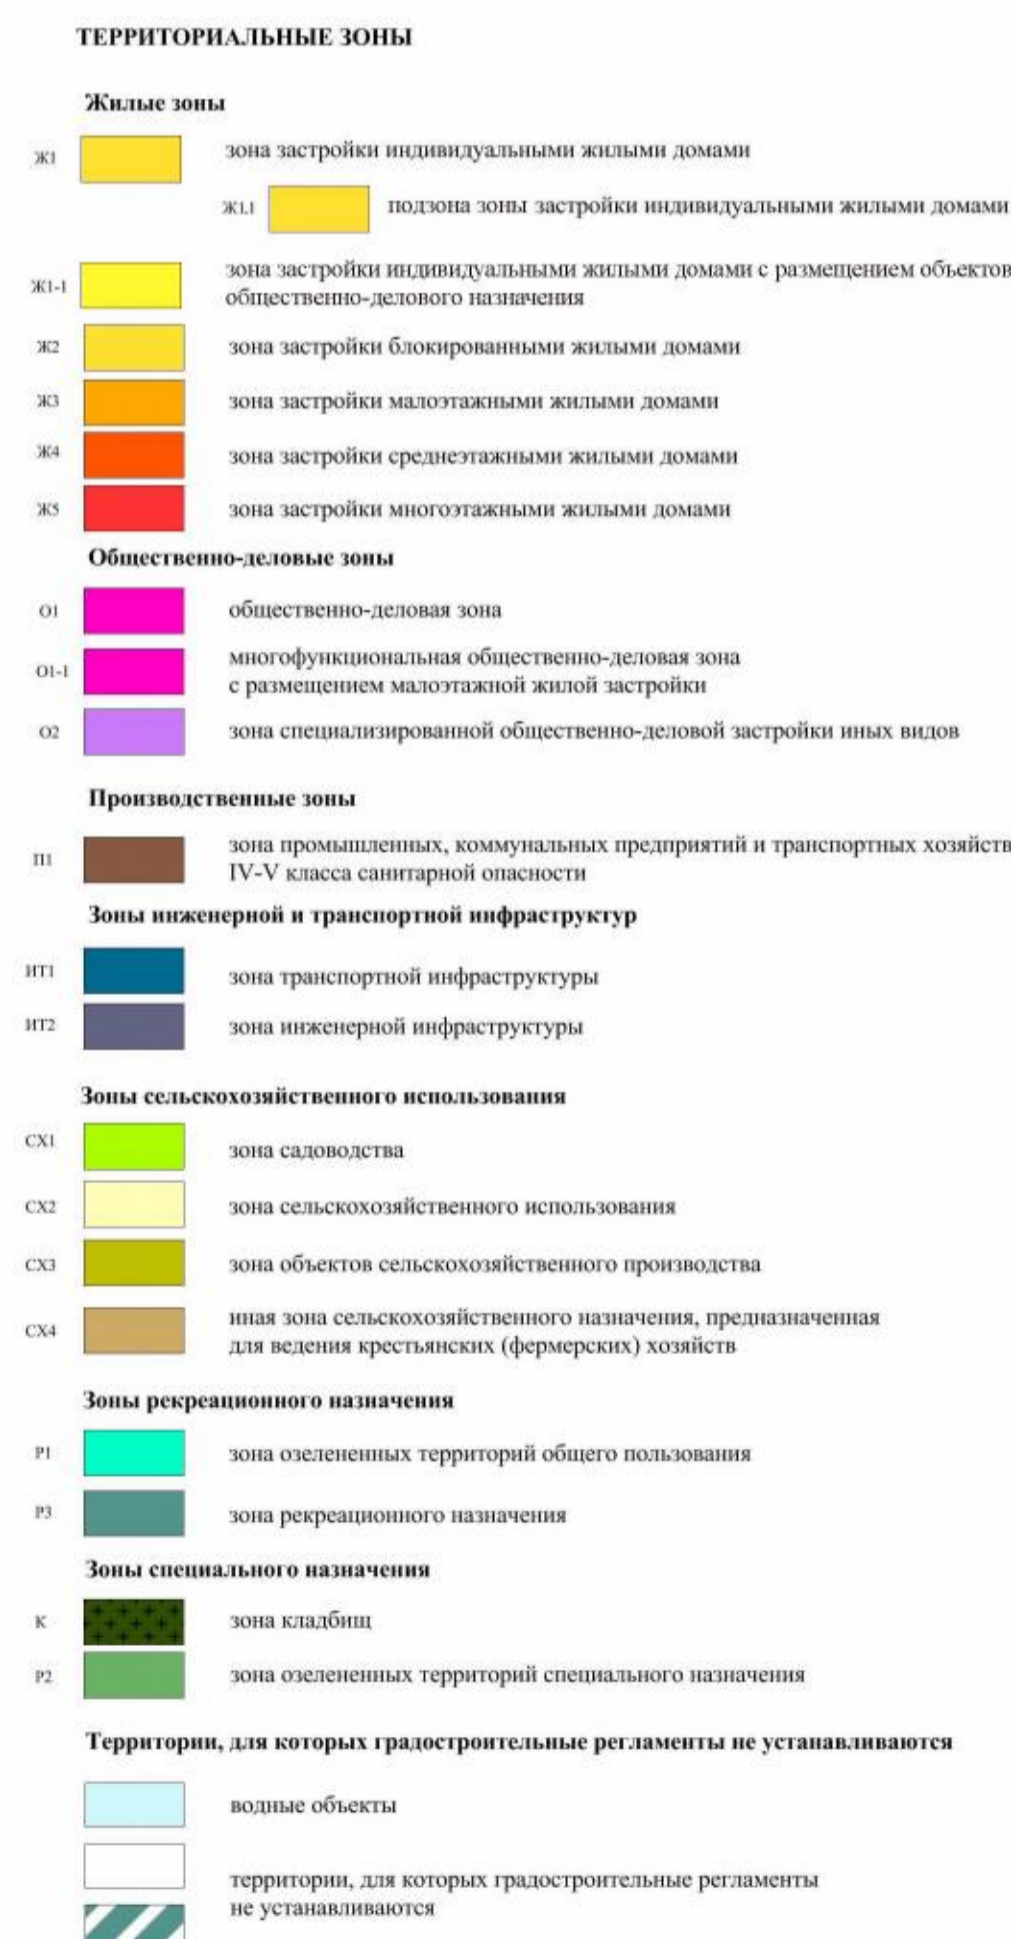 ТЕРРИТОРИАЛЬНЫЕ ЗОНЫ
Жилые зоны
Ж1 зона застройки индивидуальными жилыми домами
Ж1.1 подзона зоны застройки индивидуальными жилыми домами
Ж1-1 зона застройки индивидуальными жилыми домами с размещением объектов
общественно-делового назначения
Ж2 зона застройки блокированными жилыми домами
Ж3 зона застройки малоэтажными жилыми домами
Ж4 зона застройки среднеэтажными жилыми домами
Ж5 зона застройки многоэтажными жилыми домами
Общественно-деловые зоны
О1 общественно-деловая зона
О1-1 многофункциональная общественно-деловая зона
с размещением малоэтажной жилой застройки
О2 зона специализированной общественно-деловой застройки иных видов
Производственные зоны
П1 зона промышленных, коммунальных предприятий и транспортных хозяйств
IV-V класса санитарной опасности
Зоны инженерной и транспортной инфраструктур
ИТ1 зона транспортной инфраструктуры
ИТ2 зона инженерной инфраструктуры
Зоны сельскохозяйственного использования
СХ1 зона садоводства
СХ2 зона сельскохозяйственного использования
СХ3 зона объектов сельскохозяйственного производства
СХ4 иная зона сельскохозяйственного назначения, предназначенная
для ведения крестьянских (фермерских) хозяйств
Зоны рекреационного назначения
Р1 зона озелененных территорий общего пользования
Р3 зона рекреационного назначения
Зоны специального назначения
К зона кладбищ
Р2 зона озелененных территорий специального назначения
Территории, для которых градостроительные регламенты не устанавливаются
водные объекты
территории, для которых градостроительные регламенты
не устанавливаются